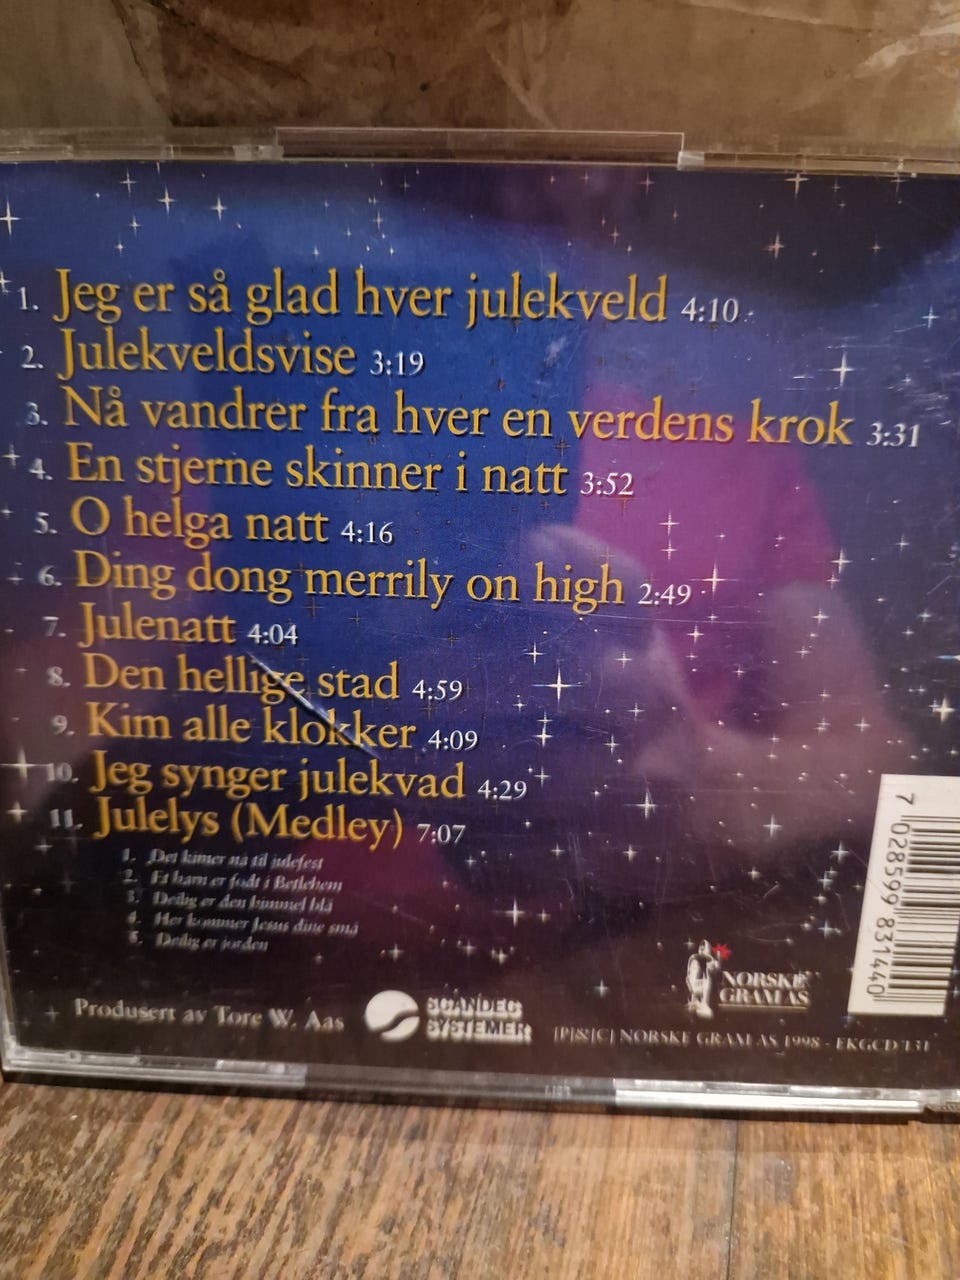 1. Jeg er så glad hver julekveld 4:10
2. Julekveldsvise 3:19
3. Nå vandrer fra hver en verdens krok 3:31
4. En stjerne skinner i natt 3:52
5. O helga natt 4:16
6. Ding dong merrily on high 2:49
7. Julenatt 4:04
8. Den hellige stad 4:59
9. Kim alle klokker 4:09
10. Jeg synger julekvad 4:29
11. Julelys (Medley) 7:07
1. Det kimer nå til julefest
2. Et barn er født i Betlehem
3. Deilig er den himmel blå
4. Her kommer Jesus dine små
5. Deilig er jorden
Produsert av Tore W. Aas
SCANDEC
SYSTEMER
NORSKE
GRAM AS
[P]&[C] NORSKE GRAM AS 1998 - EKGCD 131
7 028599 831440